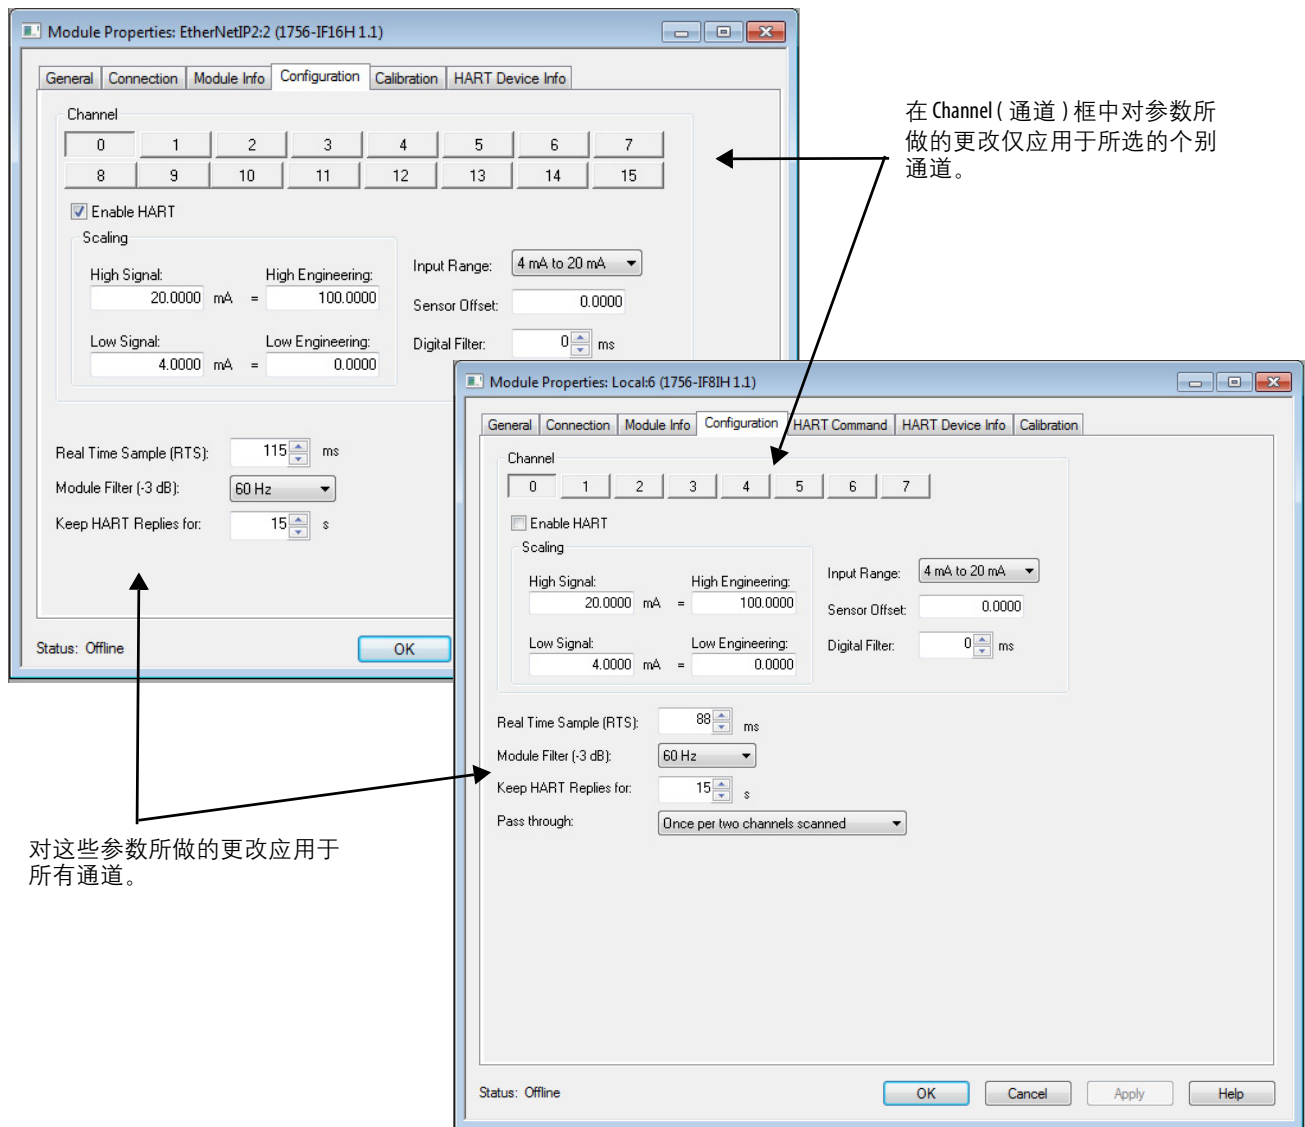 Module Properties: EtherNetIP2:2 (1756-IF16H 1.1)
General Connection Module Info Configuration Calibration HART Device Info
Channel
0 1 2 3 4 5 6 7
8 9 10 11 12 13 14 15
Enable HART
Scaling
High Signal: High Engineering:
20.0000 mA = 100.0000
Low Signal: Low Engineering:
4.0000 mA = 0.0000
Input Range: 4 mA to 20 mA
Sensor Offset: 0.0000
Digital Filter: 0 ms
Real Time Sample (RTS): 115 ms
Module Filter (-3 dB): 60 Hz
Keep HART Replies for: 15 s
Status: Offline
OK
在 Channel ( 通道 ) 框中对参数所
做的更改仅应用于所选的个别
通道。
Module Properties: Local:6 (1756-IF8IH 1.1)
General Connection Module Info Configuration HART Command HART Device Info Calibration
Channel
0 1 2 3 4 5 6 7
Enable HART
Scaling
High Signal: High Engineering:
20.0000 mA = 100.0000
Low Signal: Low Engineering:
4.0000 mA = 0.0000
Input Range: 4 mA to 20 mA
Sensor Offset: 0.0000
Digital Filter: 0 ms
Real Time Sample (RTS): 88 ms
Module Filter (-3 dB): 60 Hz
Keep HART Replies for: 15 s
Pass through: Once per two channels scanned
Status: Offline
OK Cancel Apply Help
对这些参数所做的更改应用于
所有通道。